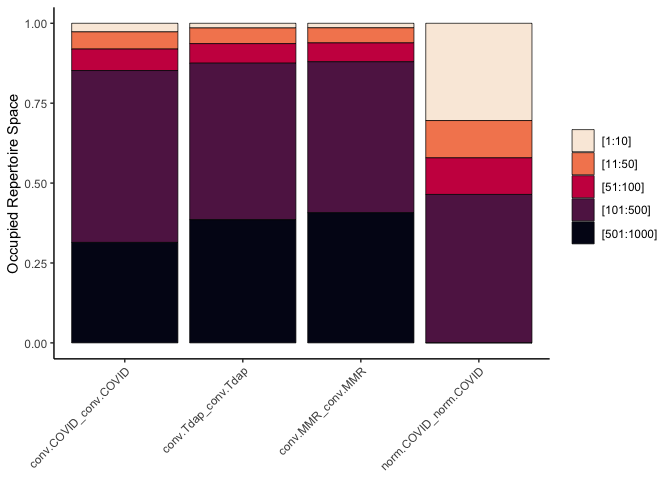 Occupied Repertoire Space
1.00
0.75
0.50
0.25
0.00
conv.COVID_conv.COVID
conv.Tdap_conv.Tdap
conv.MMR_conv.MMR
norm.COVID_norm.COVID
[1:10]
[11:50]
[51:100]
[101:500]
[501:1000]